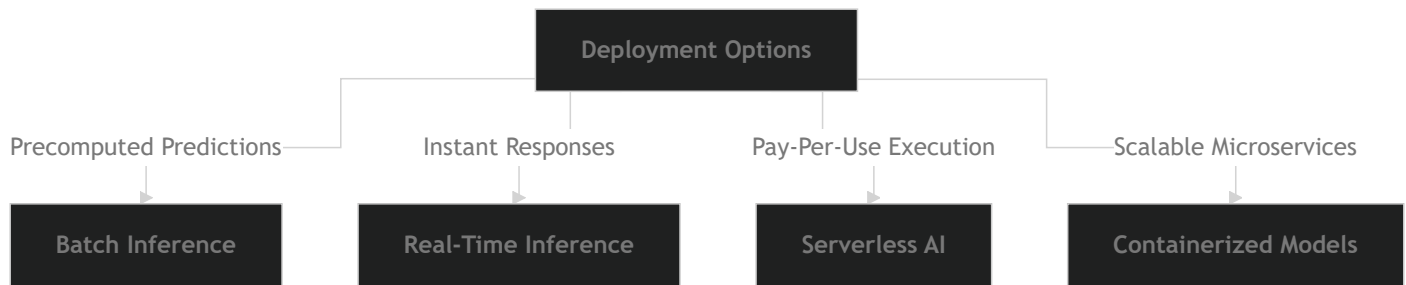 Deployment Options
Precomputed Predictions
Instant Responses
Pay-Per-Use Execution
Scalable Microservices
Batch Inference
Real-Time Inference
Serverless AI
Containerized Models